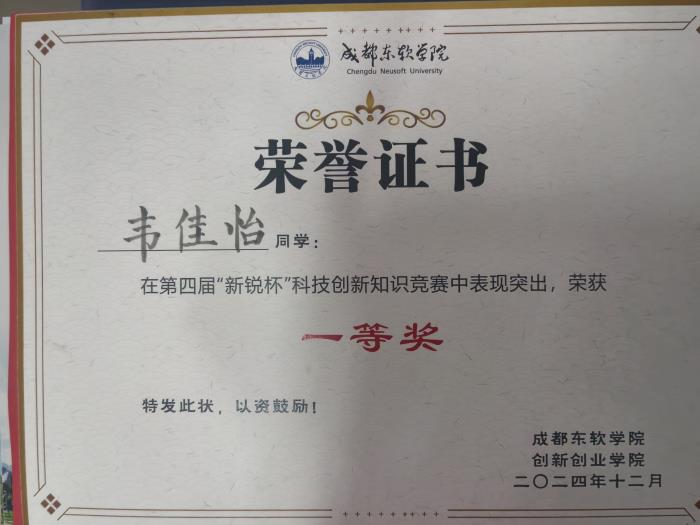 成都东软学院
Chengdu Neusoft University
荣誉证书
韦佳怡 同学：
在第四届“新锐杯”科技创新知识竞赛中表现突出，荣获
一等奖
特发此状，以资鼓励！
成都东软学院
创新创业学院
二〇二四年十二月